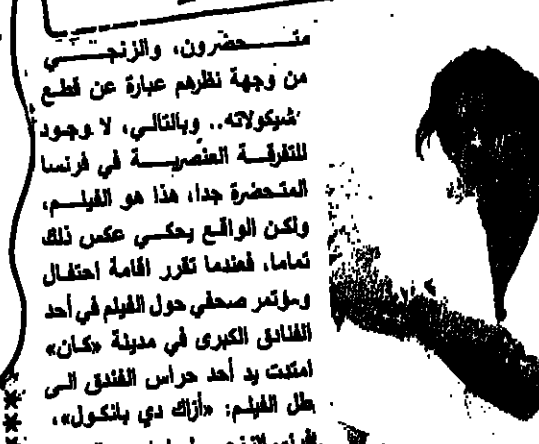 متحضرون، والزنجي
من وجهة نظرهم عبارة عن قطع
شيكولاته.. وبالتالي، لا وجود
للتفرقة العنصرية في فرنسا
المتحضرة جدا، هذا هو الفيلم،
ولكن الواقع يحكي عكس ذلك
تماما، فعندما تقرر اقامة احتفال
ومؤتمر صحفي حول الفيلم في أحد
الفنادق الكبرى في مدينة «كان»
امتدت يد أحد حراس الفندق الى
بطل الفيلم: «أزاك دي بانكول»،